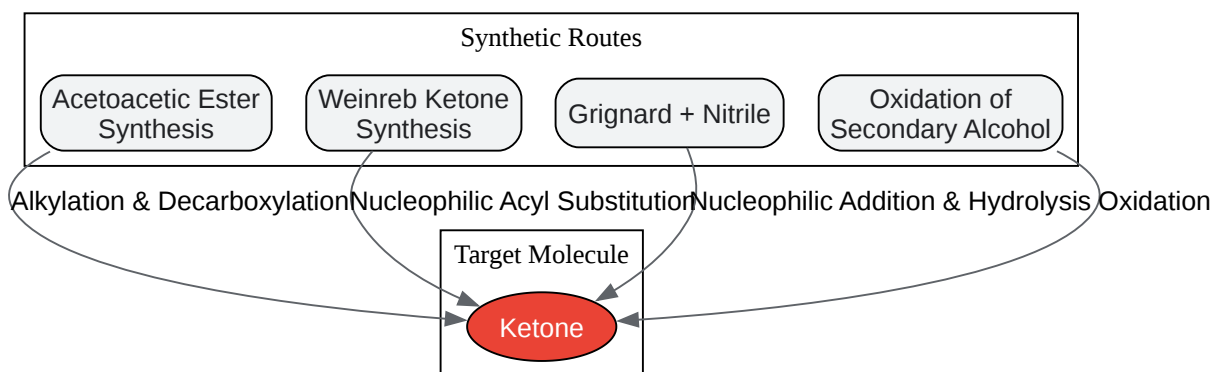 Synthetic Routes
Acetoacetic Ester
Synthesis
Weinreb Ketone
Synthesis
Grignard + Nitrile
Oxidation of
Secondary Alcohol
Alkylation & Decarboxylation
Nucleophilic Acyl Substitution
Nucleophilic Addition & Hydrolysis
Oxidation
Target Molecule
Ketone